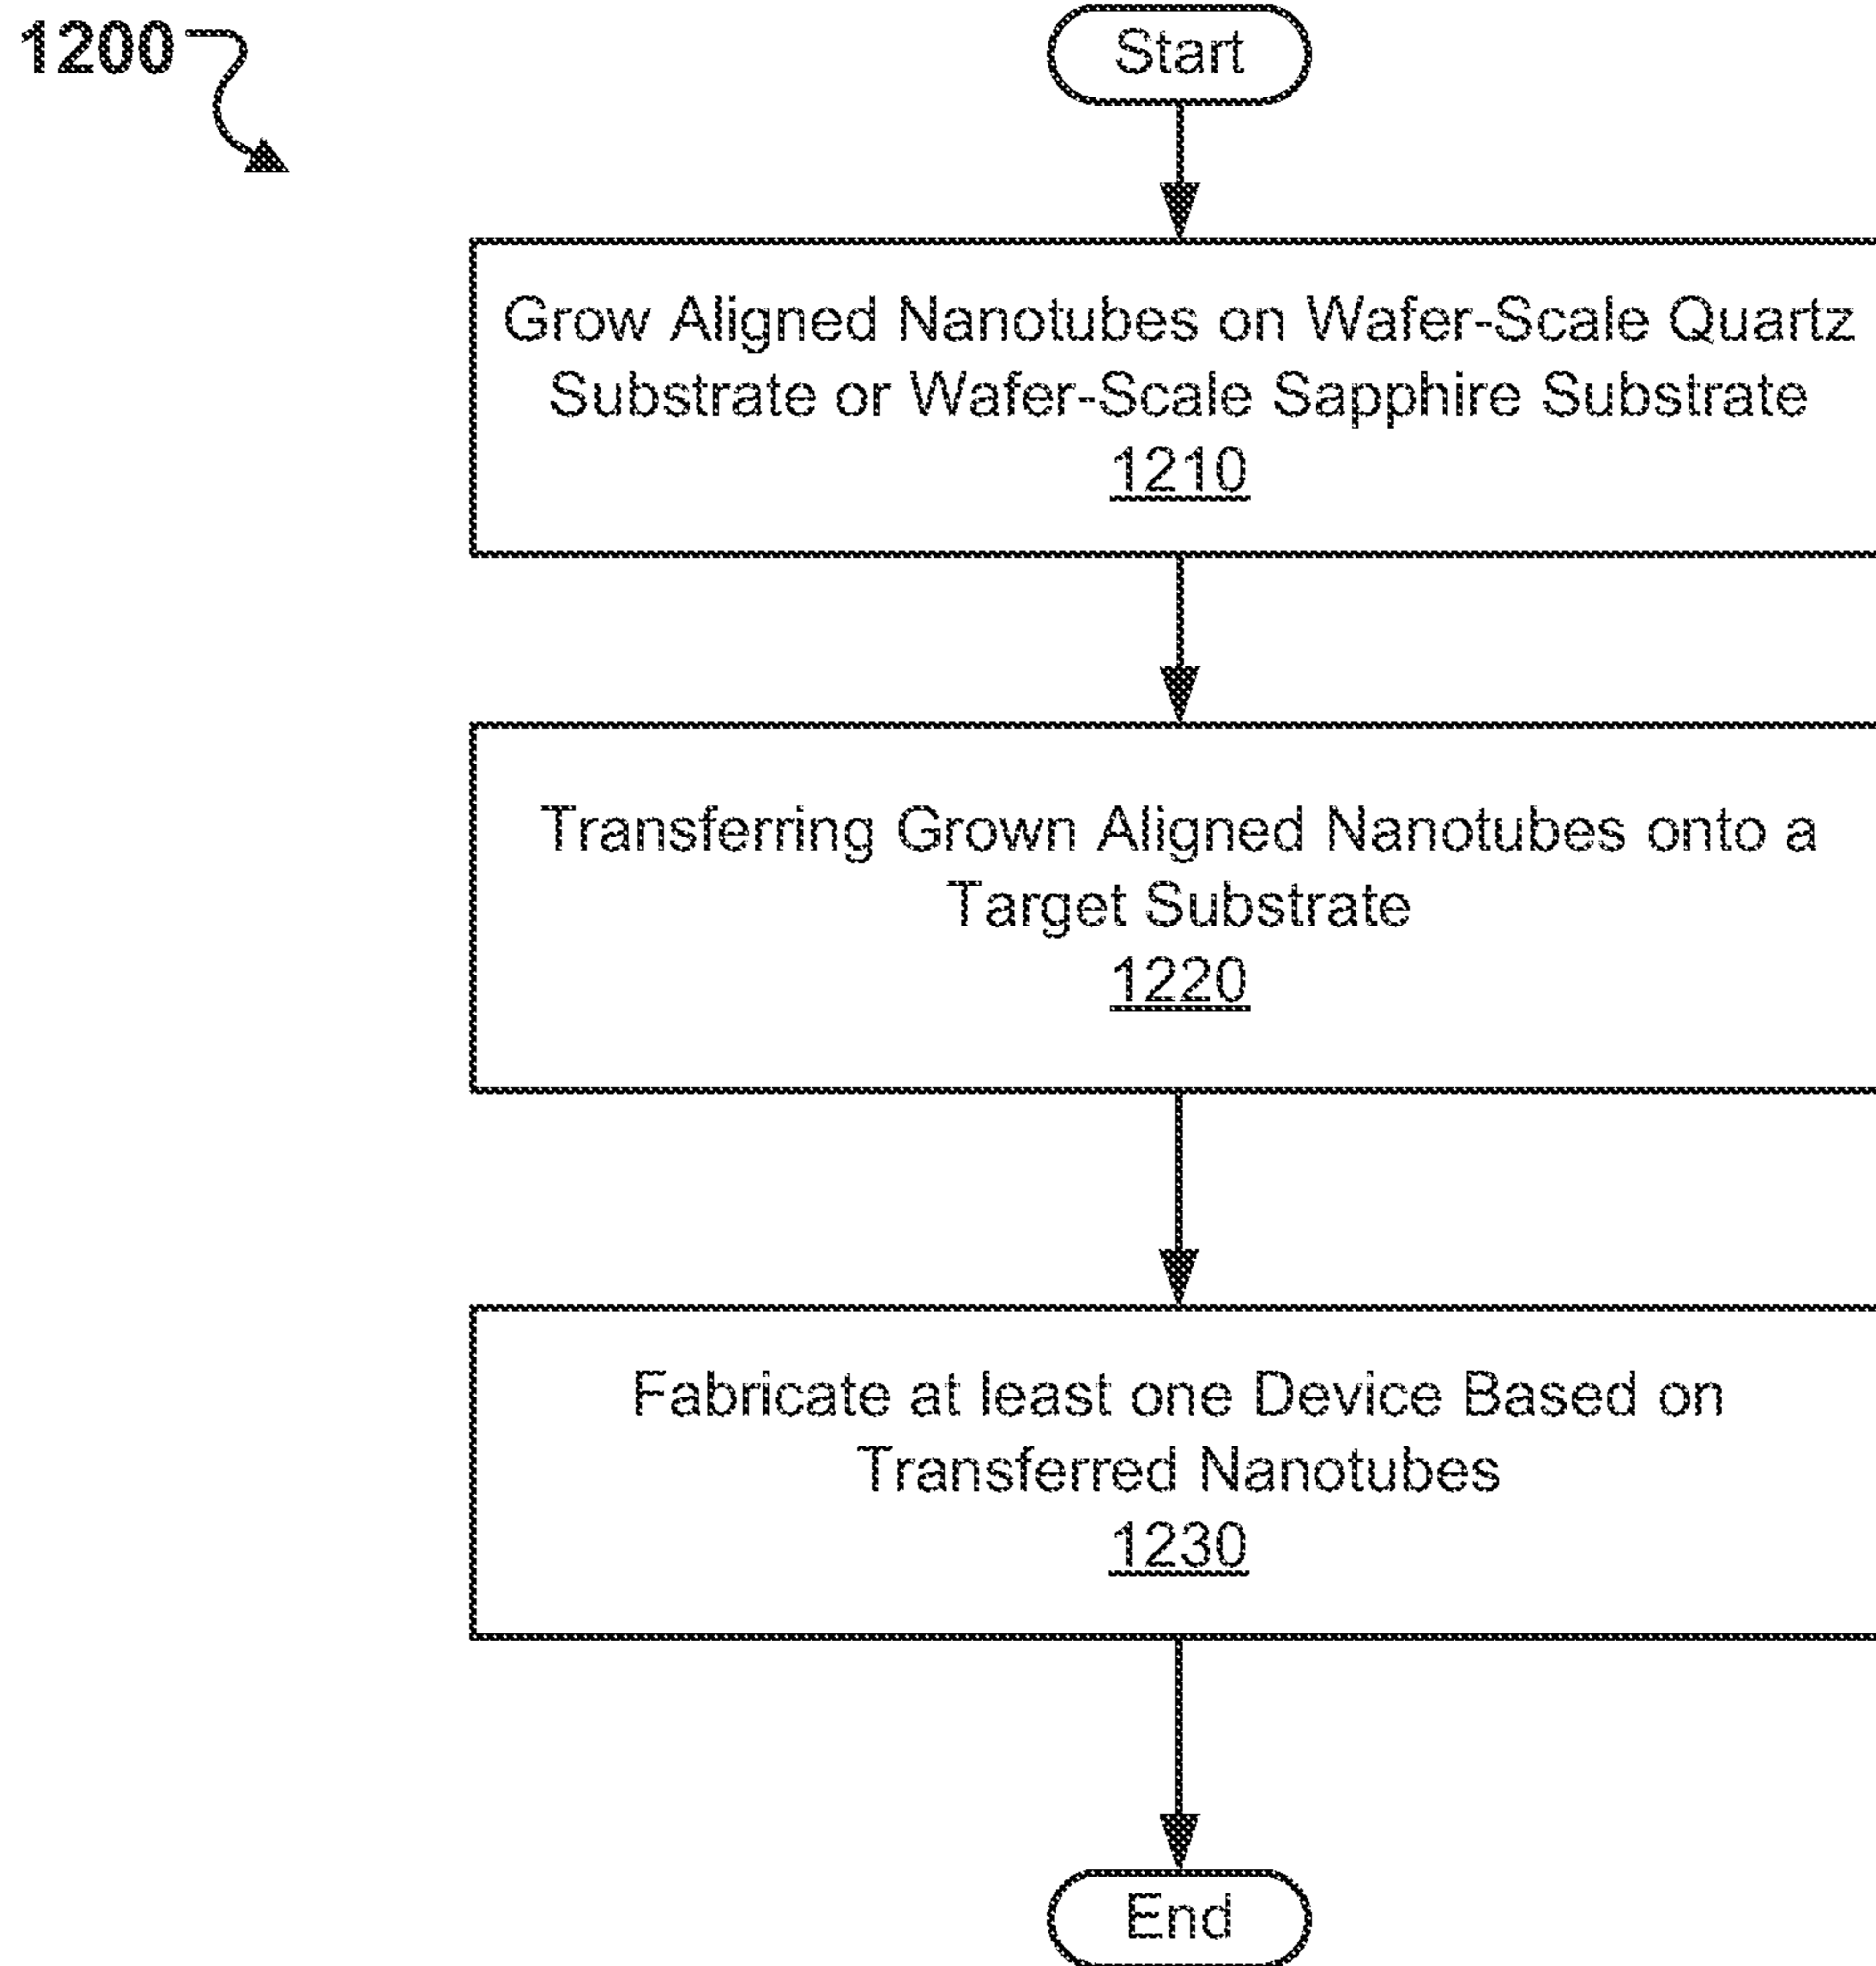 1200
Start
Grow Aligned Nanotubes on Wafer-Scale Quartz
Substrate or Wafer-Scale Sapphire Substrate
1210
Transferring Grown Aligned Nanotubes onto a
Target Substrate
1220
Fabricate at least one Device Based on
Transferred Nanotubes
1230
End